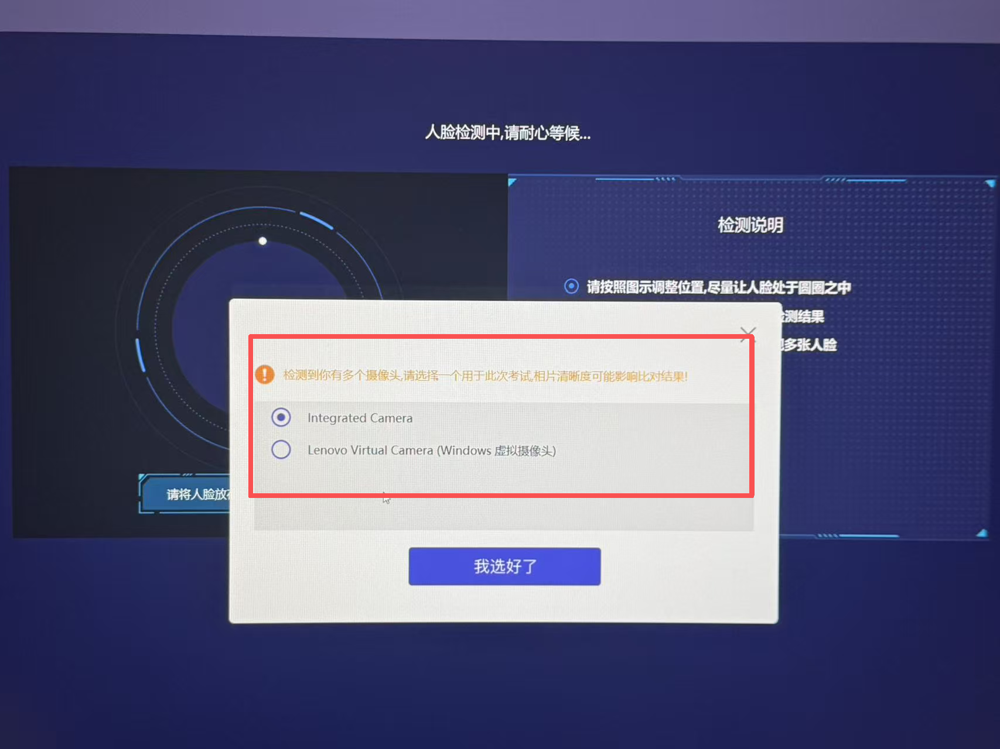 人脸检测中,请耐心等候...
检测说明
请按照图示调整位置,尽量让人脸处于圆圈之中
检测结果
多张人脸
请将人脸放
检测到你有多个摄像头,请选择一个用于此次考试,相片清晰度可能影响比对结果!
Integrated Camera
Lenovo Virtual Camera (Windows 虚拟摄像头)
我选好了